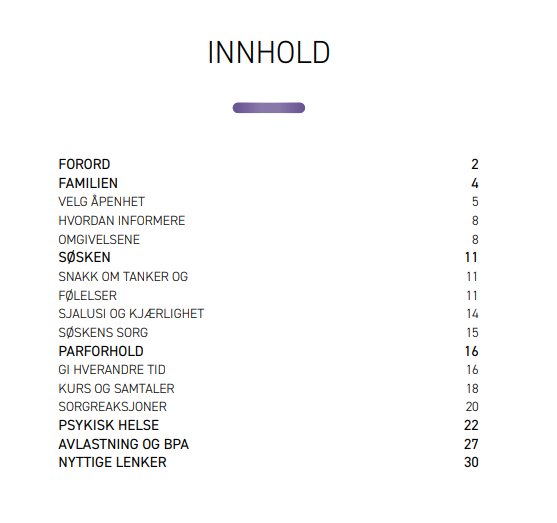 INNHOLD
FORORD 2
FAMILIEN 4
VELG ÅPENHET 5
HVORDAN INFORMERE 8
OMGIVELSENE 8
SØSKEN 11
SNAKK OM TANKER OG 11
FØLELSER 11
SJALUSI OG KJÆRLIGHET 14
SØSKENS SORG 15
PARFORHOLD 16
GI HVERANDRE TID 16
KURS OG SAMTALER 18
SORGREAKSJONER 20
PSYKISK HELSE 22
AVLASTNING OG BPA 27
NYTTIGE LENKER 30